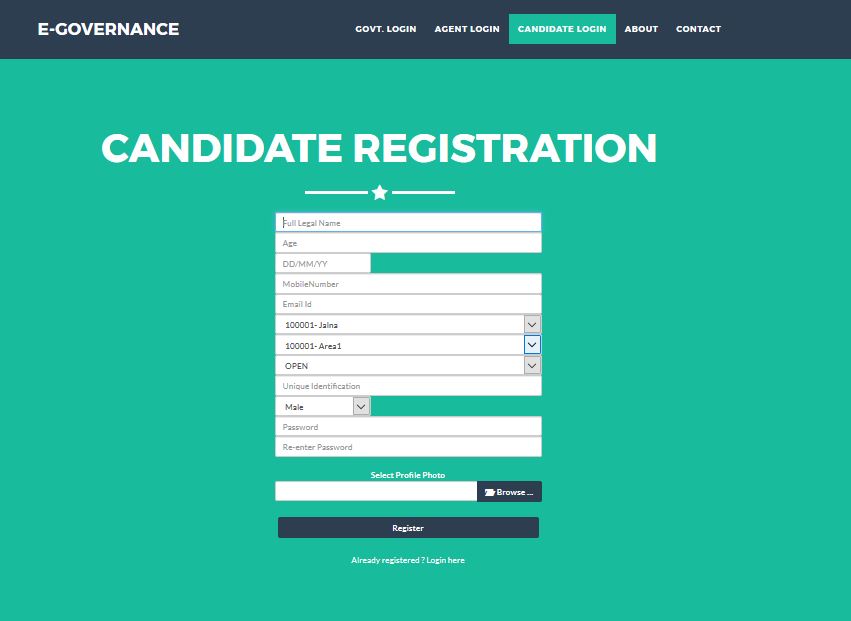 E-GOVERNANCE
GOVT. LOGIN AGENT LOGIN CANDIDATE LOGIN ABOUT CONTACT
CANDIDATE REGISTRATION
Full Legal Name
Age
DD/MM/YY
MobileNumber
Email Id
100001- Jalna
100001- Area1
OPEN
Unique Identification
Male
Password
Re-enter Password
Select Profile Photo
Browse ...
Register
Already registered ? Login here